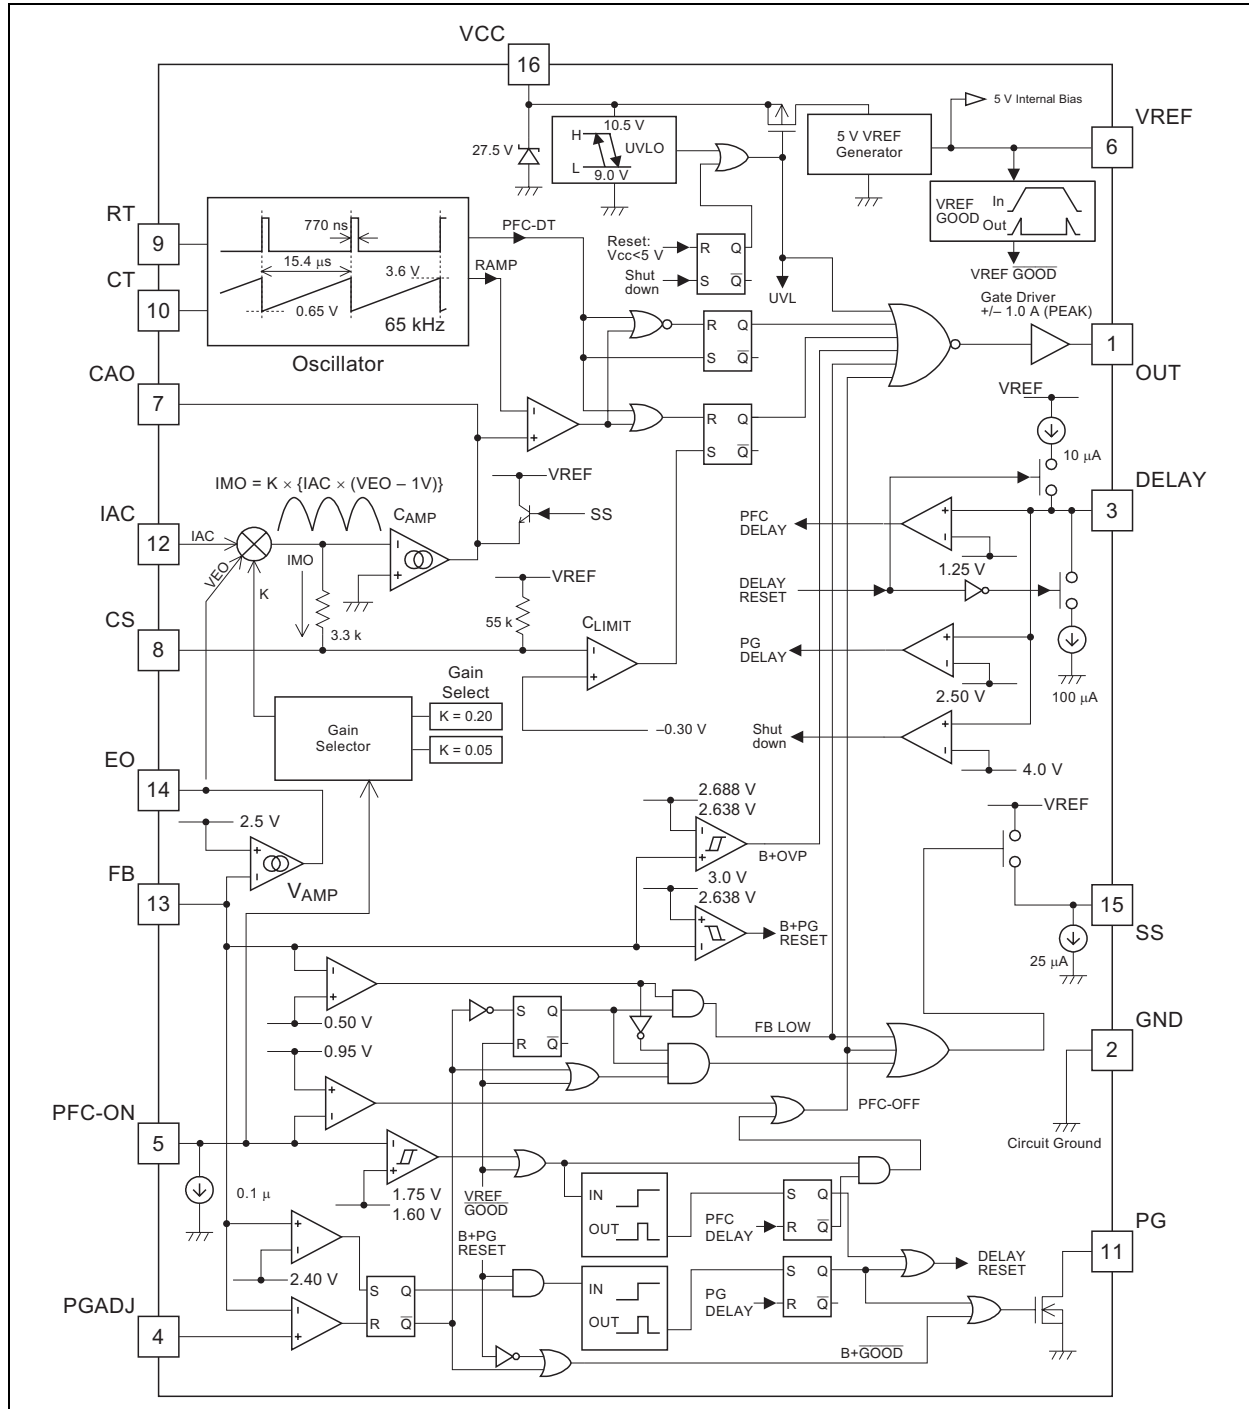 VCC
16
5 V Internal Bias
VREF
6
27.5 V
10.5 V
H
UVLO
L
9.0 V
5 V VREF
Generator
VREF
GOOD
In
Out
VREF GOOD
RT
9
770 ns
15.4 μs
3.6 V
0.65 V
65 kHz
Oscillator
CT
10
PFC-DT
RAMP
Reset:
Vcc<5 V
Shut
down
R Q
S Q
UVL
Gate Driver
+/– 1.0 A (PEAK)
1
OUT
R Q
S Q
CAO
7
R Q
S Q
VREF
10 μA
DELAY
3
VREF
SS
IMO = K × {IAC × (VEO – 1V)}
CAMP
IAC
12
IAC
VEO
K
IMO
3.3 k
PFC
DELAY
1.25 V
DELAY
RESET
VREF
55 k
CLIMIT
CS
8
PG
DELAY
2.50 V
100 μA
Gain
Select
K = 0.20
K = 0.05
Gain
Selector
–0.30 V
Shut
down
4.0 V
EO
14
2.5 V
VAMP
FB
13
2.688 V
2.638 V
B+OVP
3.0 V
2.638 V
B+PG
RESET
VREF
15
SS
25 μA
0.50 V
S Q
R Q
FB LOW
GND
2
Circuit Ground
0.95 V
PFC-ON
5
PFC-OFF
0.1 μ
1.75 V
1.60 V
VREF
GOOD
IN
OUT
PFC
DELAY
S Q
R Q
B+PG
RESET
2.40 V
S Q
R Q
IN
OUT
PG
DELAY
S Q
R Q
DELAY
RESET
PG
11
PGADJ
4
B+GOOD